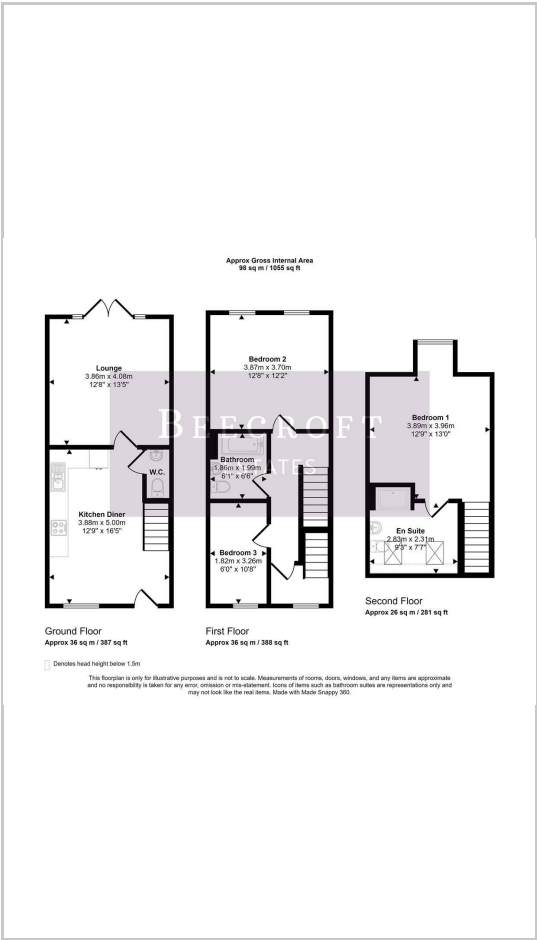 Approx Gross Internal Area
98 sq m / 1055 sq ft
Lounge
3.86m x 4.08m
12'8" x 13'5"
W.C.
Kitchen Diner
3.88m x 5.00m
12'9" x 16'5"
Ground Floor
Approx 36 sq m / 387 sq ft
Bedroom 2
3.87m x 3.70m
12'8" x 12'2"
Bathroom
1.86m x 1.99m
6'1" x 6'6"
Bedroom 3
1.82m x 3.26m
6'0" x 10'8"
First Floor
Approx 36 sq m / 388 sq ft
Bedroom 1
3.89m x 3.96m
12'9" x 13'0"
En Suite
2.83m x 2.31m
9'3" x 7'7"
Second Floor
Approx 26 sq m / 281 sq ft
BEECROFT
ESTATES
Denotes head height below 1.5m
This floorplan is only for illustrative purposes and is not to scale. Measurements of rooms, doors, windows, and any items are approximate
and no responsibility is taken for any error, omission or mis-statement. Icons of items such as bathroom suites are representations only and
may not look like the real items. Made with Made Snappy 360.